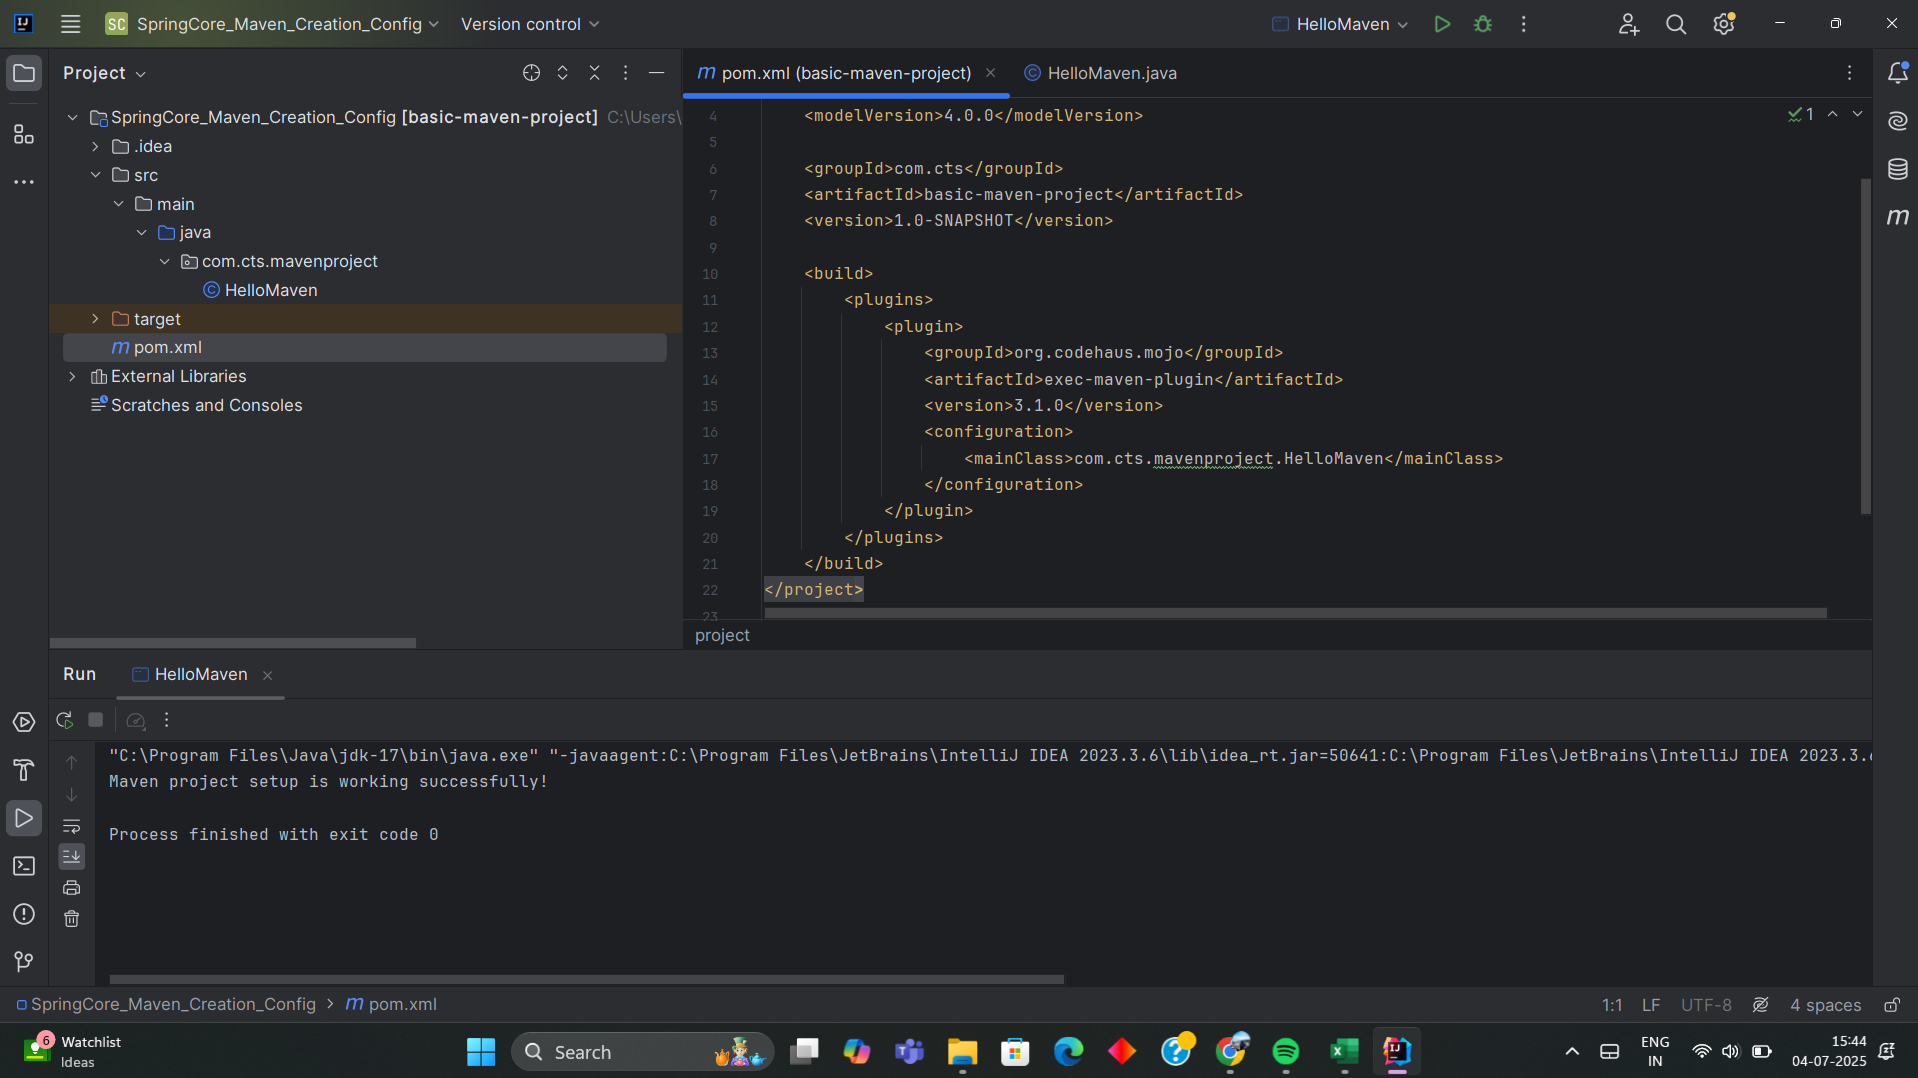 SC SpringCore_Maven_Creation_Config Version control HelloMaven
Project
pom.xml (basic-maven-project) HelloMaven.java
SpringCore_Maven_Creation_Config [basic-maven-project] C:\Users\
.idea
src
main
java
com.cts.mavenproject
HelloMaven
target
pom.xml
External Libraries
Scratches and Consoles
1
4 <modelVersion>4.0.0</modelVersion>
5
6 <groupId>com.cts</groupId>
7 <artifactId>basic-maven-project</artifactId>
8 <version>1.0-SNAPSHOT</version>
9
10 <build>
11 <plugins>
12 <plugin>
13 <groupId>org.codehaus.mojo</groupId>
14 <artifactId>exec-maven-plugin</artifactId>
15 <version>3.1.0</version>
16 <configuration>
17 <mainClass>com.cts.mavenproject.HelloMaven</mainClass>
18 </configuration>
19 </plugin>
20 </plugins>
21 </build>
22 </project>
23
project
Run HelloMaven
"C:\Program Files\Java\jdk-17\bin\java.exe" "-javaagent:C:\Program Files\JetBrains\IntelliJ IDEA 2023.3.6\lib\idea_rt.jar=50641:C:\Program Files\JetBrains\IntelliJ IDEA 2023.3.6
Maven project setup is working successfully!
Process finished with exit code 0
SpringCore_Maven_Creation_Config > pom.xml 1:1 LF UTF-8 4 spaces
6 Watchlist
Ideas
Search
ENG
IN
15:44
04-07-2025